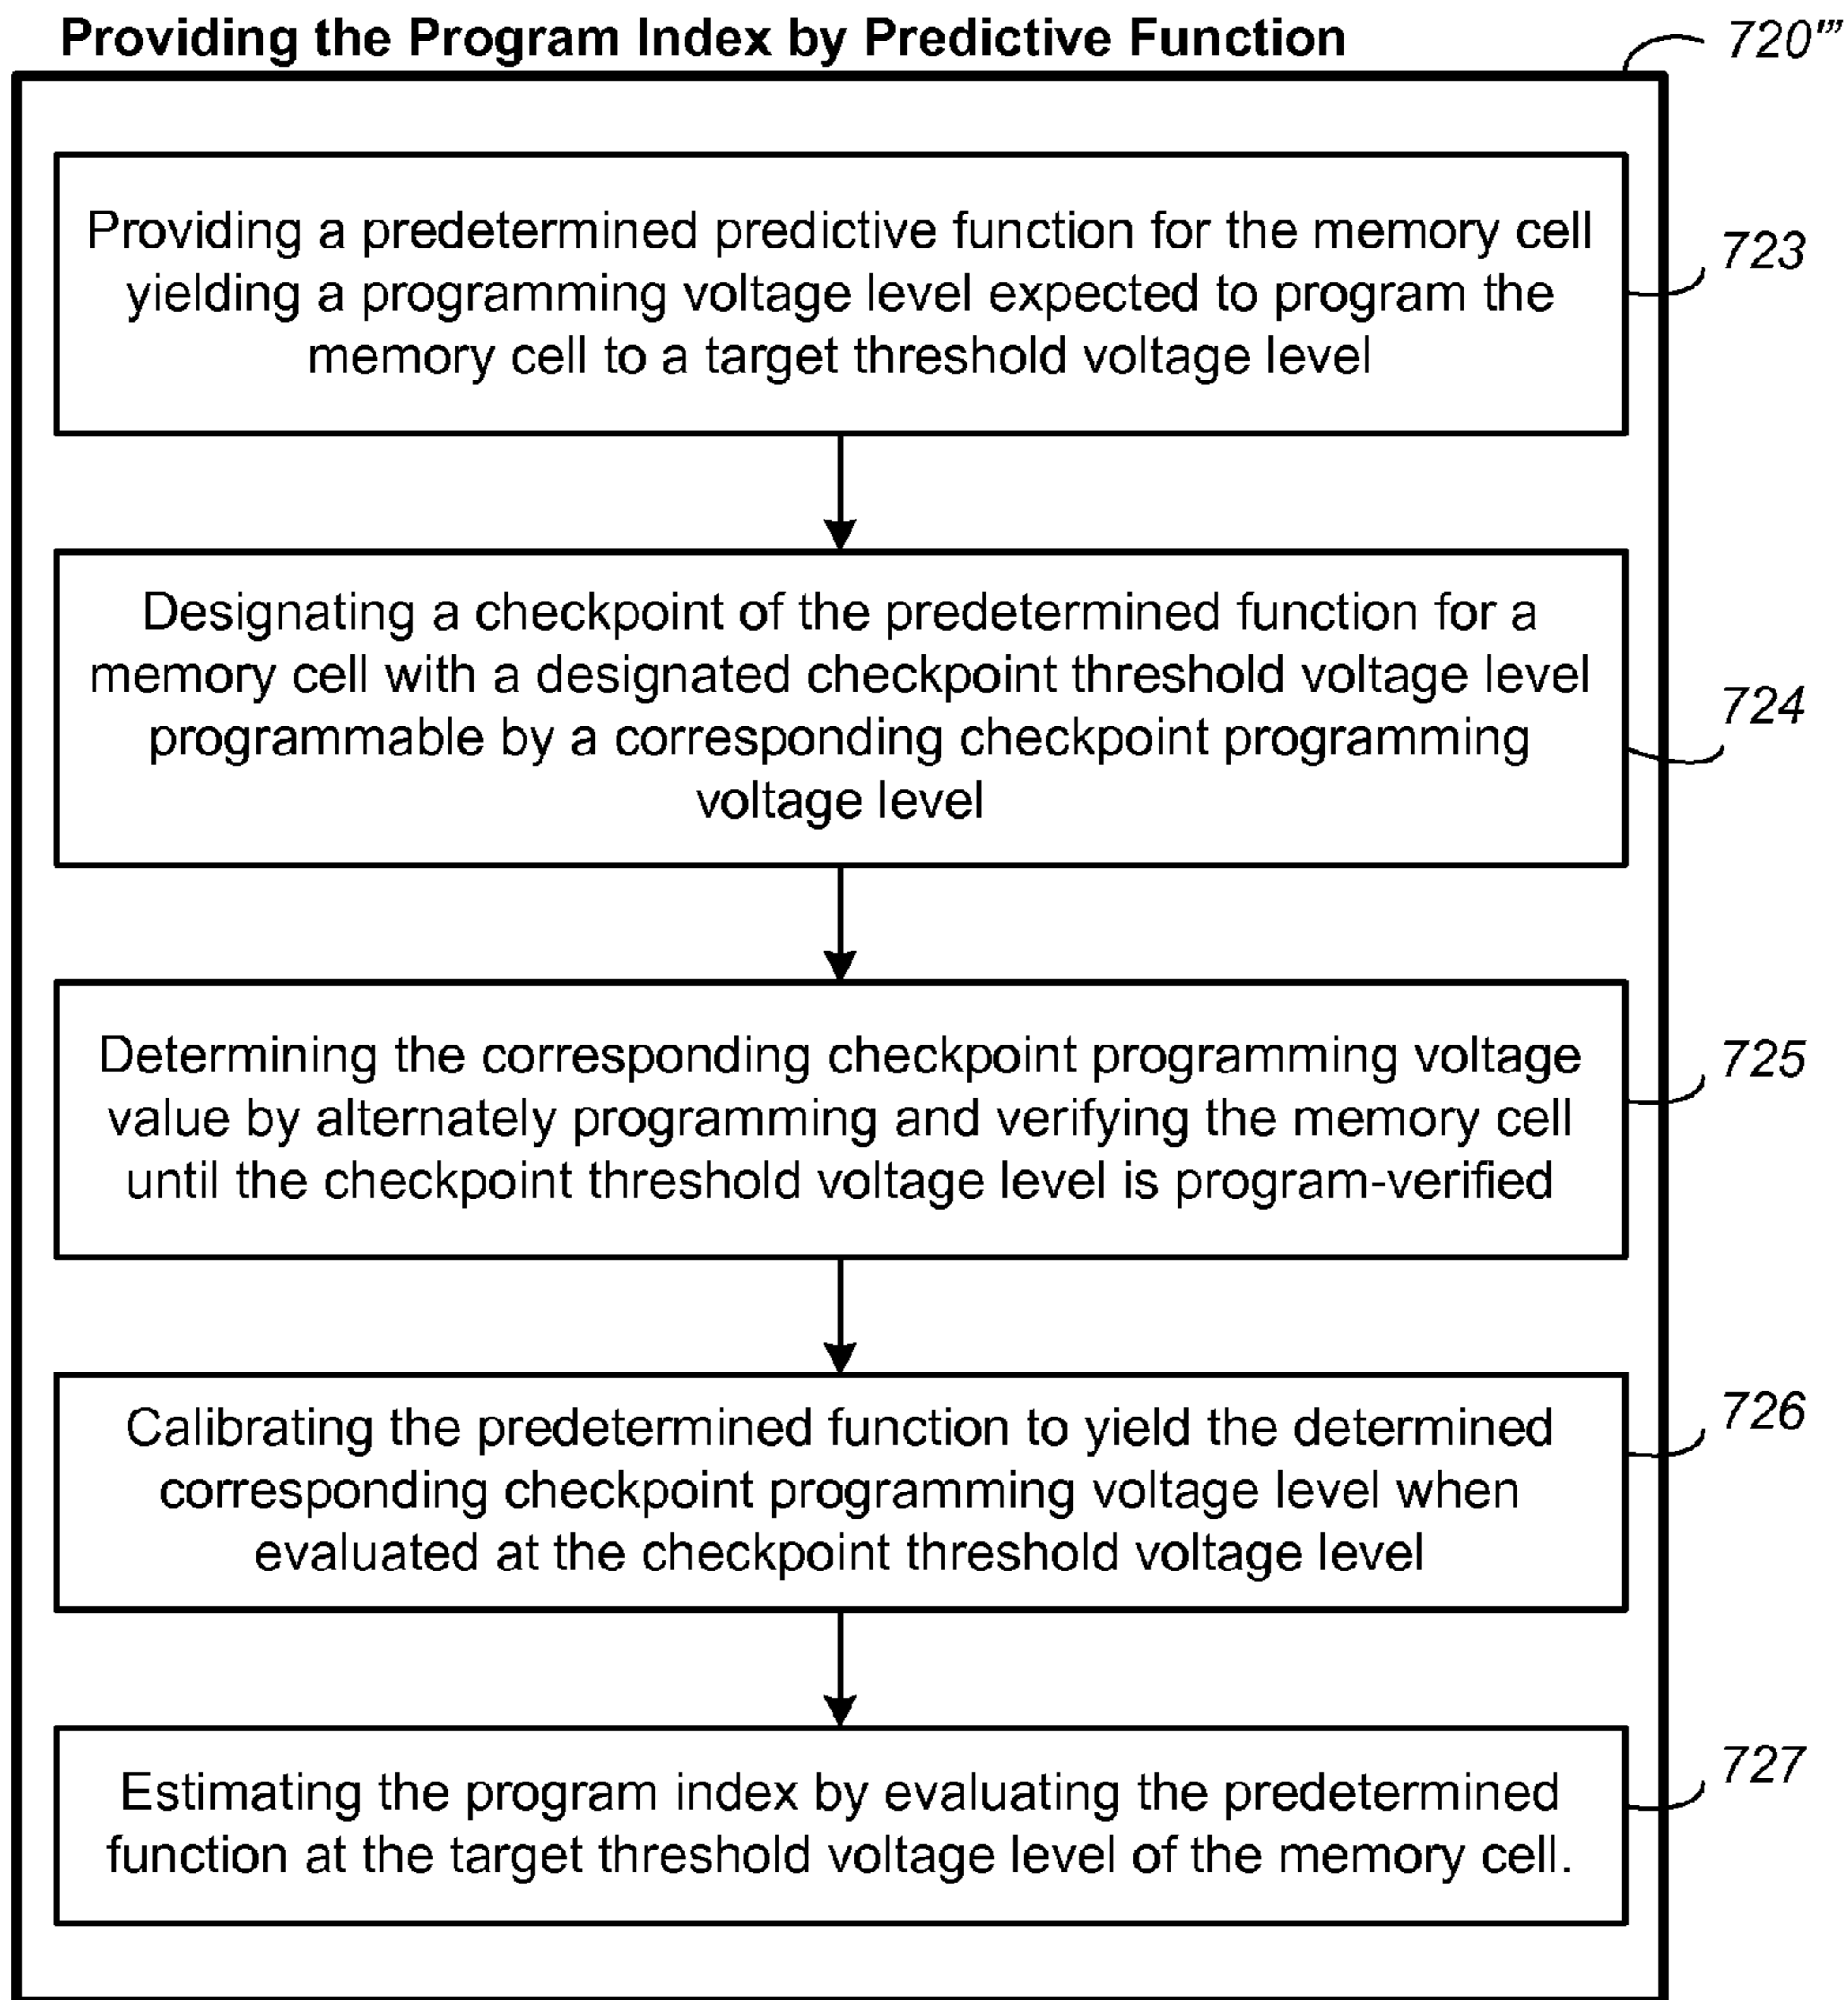 Providing the Program Index by Predictive Function
720'''
Providing a predetermined predictive function for the memory cell
yielding a programming voltage level expected to program the
memory cell to a target threshold voltage level
723
Designating a checkpoint of the predetermined function for a
memory cell with a designated checkpoint threshold voltage level
programmable by a corresponding checkpoint programming
voltage level
724
Determining the corresponding checkpoint programming voltage
value by alternately programming and verifying the memory cell
until the checkpoint threshold voltage level is program-verified
725
Calibrating the predetermined function to yield the determined
corresponding checkpoint programming voltage level when
evaluated at the checkpoint threshold voltage level
726
Estimating the program index by evaluating the predetermined
function at the target threshold voltage level of the memory cell.
727